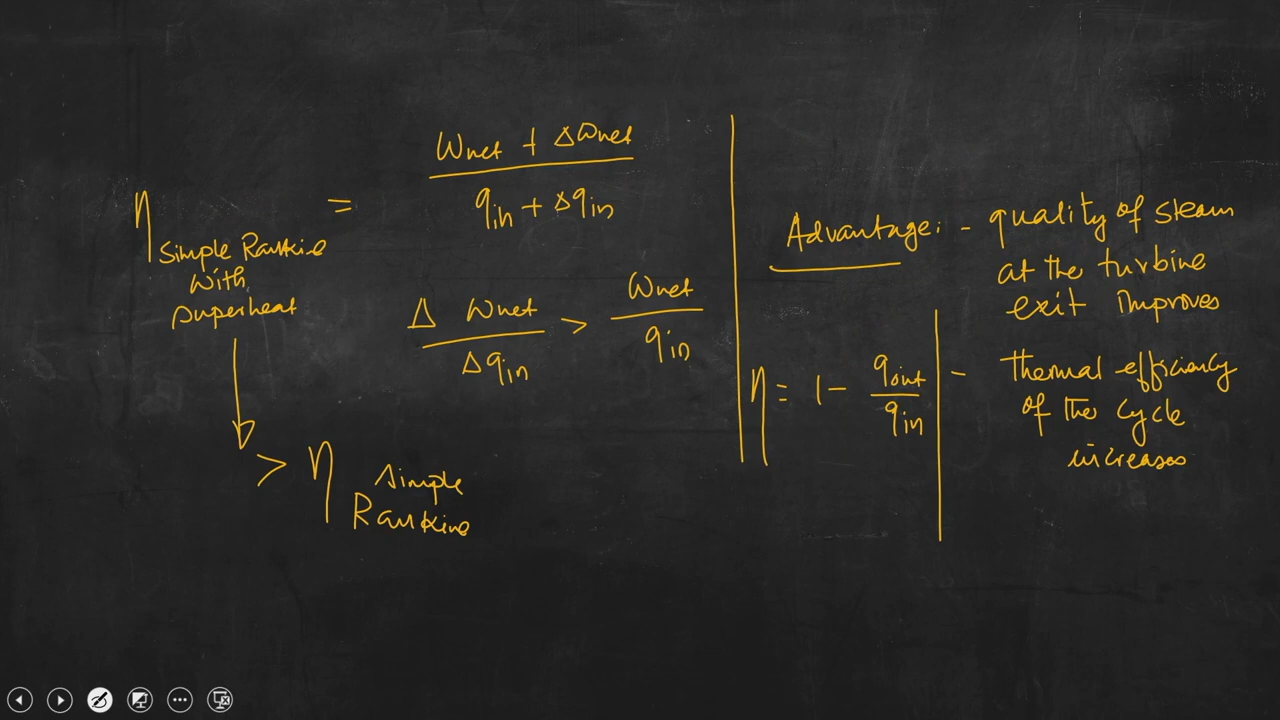 η Simple Rankine With Superheat = Wnet + ΔWnet / qin + Δqin
Δ Wnet / Δqin > Wnet / qin
> η Simple Rankine
Advantage: - quality of steam
at the turbine
exit improves
η = 1 - qout / qin
- thermal efficiency
of the cycle
increases